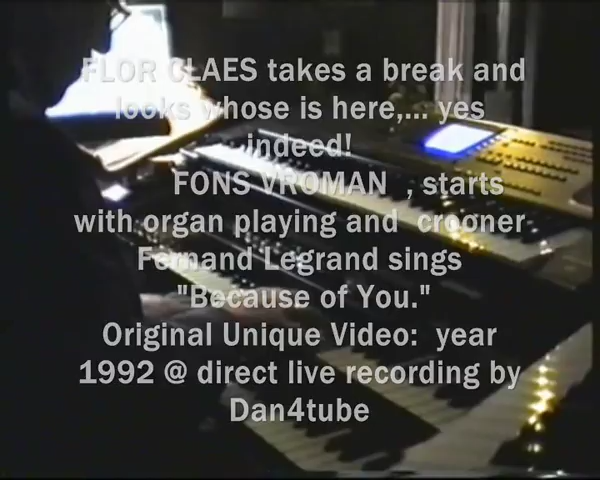 FLOR CLAES takes a break and
looks whose is here,... yes
indeed!
FONS VROMAN , starts
with organ playing and crooner
Fernand Legrand sings
"Because of You."
Original Unique Video: year
1992 @ direct live recording by
Dan4tube